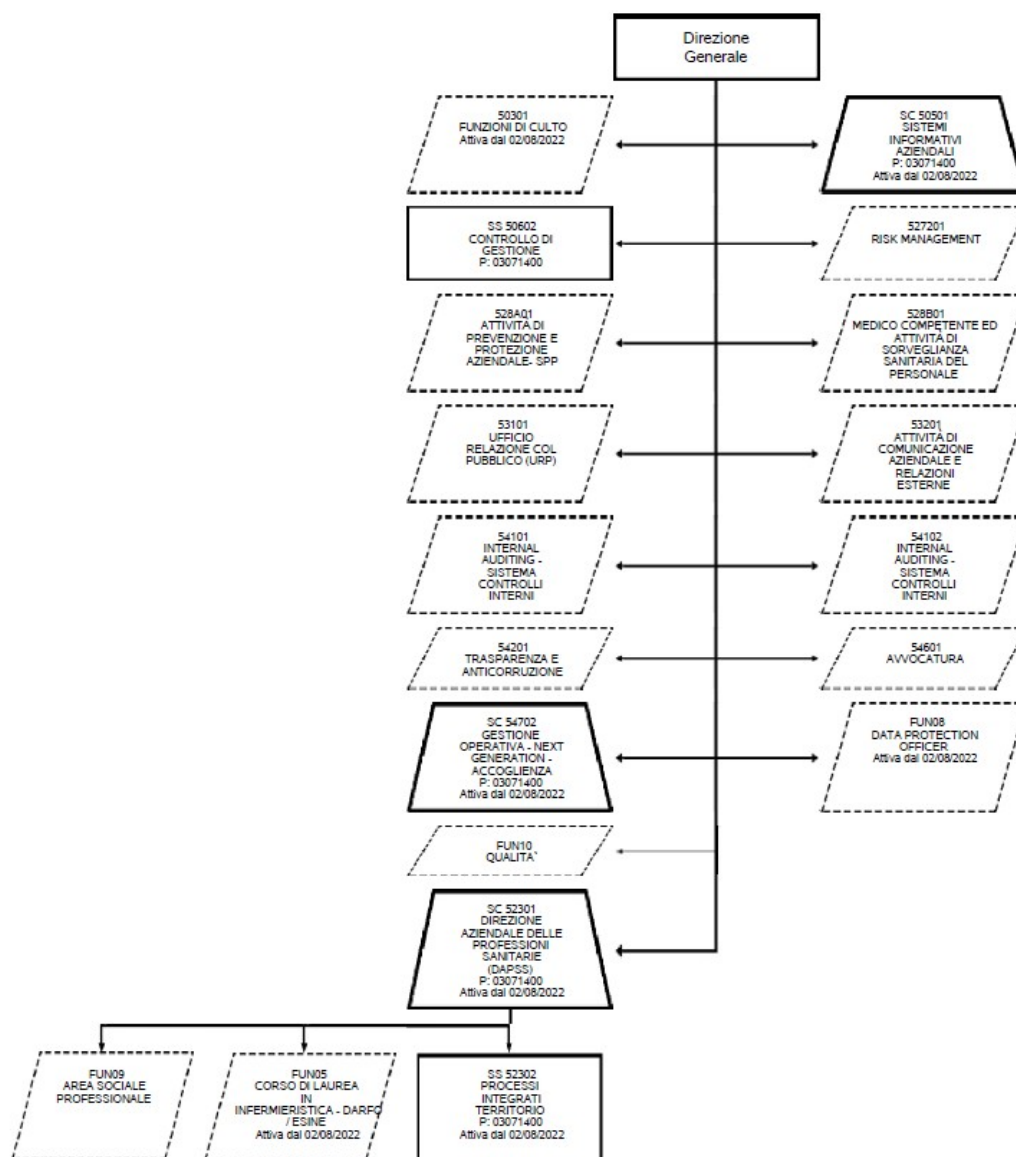 Direzione
Generale
50301
FUNZIONI DI CULTO
Attiva dal 02/08/2022
SC 50501
SISTEMI
INFORMATIVI
AZIENDALI
P: 03071400
Attiva dal 02/08/2022
SS 50602
CONTROLLO DI
GESTIONE
P: 03071400
527201
RISK MANAGEMENT
528A01
ATTIVITÀ DI
PREVENZIONE E
PROTEZIONE
AZIENDALE- SPP
528B01
MEDICO COMPETENTE ED
ATTIVITÀ DI
SORVEGLIANZA
SANITARIA DEL
PERSONALE
53101
UFFICIO
RELAZIONE COL
PUBBLICO (URP)
53201
ATTIVITÀ DI
COMUNICAZIONE
AZIENDALE E
RELAZIONI
ESTERNE
54101
INTERNAL
AUDITING -
SISTEMA
CONTROLLI
INTERNI
54102
INTERNAL
AUDITING -
SISTEMA
CONTROLLI
INTERNI
54201
TRASPARENZA E
ANTICORRUZIONE
54601
AVVOCATURA
SC 54702
GESTIONE
OPERATIVA - NEXT
GENERATION -
ACCOGLIENZA
P: 03071400
Attiva dal 02/08/2022
FUN08
DATA PROTECTION
OFFICER
Attiva dal 02/08/2022
FUN10
QUALITA`
SC 52301
DIREZIONE
AZIENDALE DELLE
PROFESSIONI
SANITARIE
(DAPSS)
P: 03071400
Attiva dal 02/08/2022
FUN09
AREA SOCIALE
PROFESSIONALE
FUN05
CORSO DI LAUREA
IN
INFERMIERISTICA - DARFO
/ ESINE
Attiva dal 02/08/2022
SS 52302
PROCESSI
INTEGRATI
TERRITORIO
P: 03071400
Attiva dal 02/08/2022